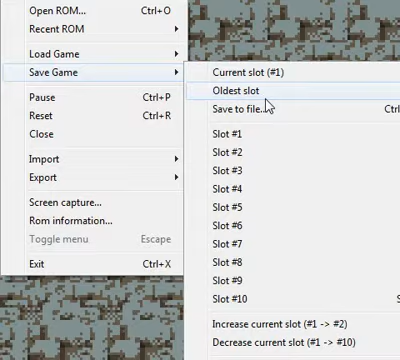 Open ROM... Ctrl+O
Recent ROM
Load Game
Save Game
Pause Ctrl+P
Reset Ctrl+R
Close
Import
Export
Screen capture...
Rom information...
Toggle menu Escape
Exit Ctrl+X
Current slot (#1)
Oldest slot
Save to file... Ctrl
Slot #1
Slot #2
Slot #3
Slot #4
Slot #5
Slot #6
Slot #7
Slot #8
Slot #9
Slot #10 S
Increase current slot (#1 -> #2)
Decrease current slot (#1 -> #10)